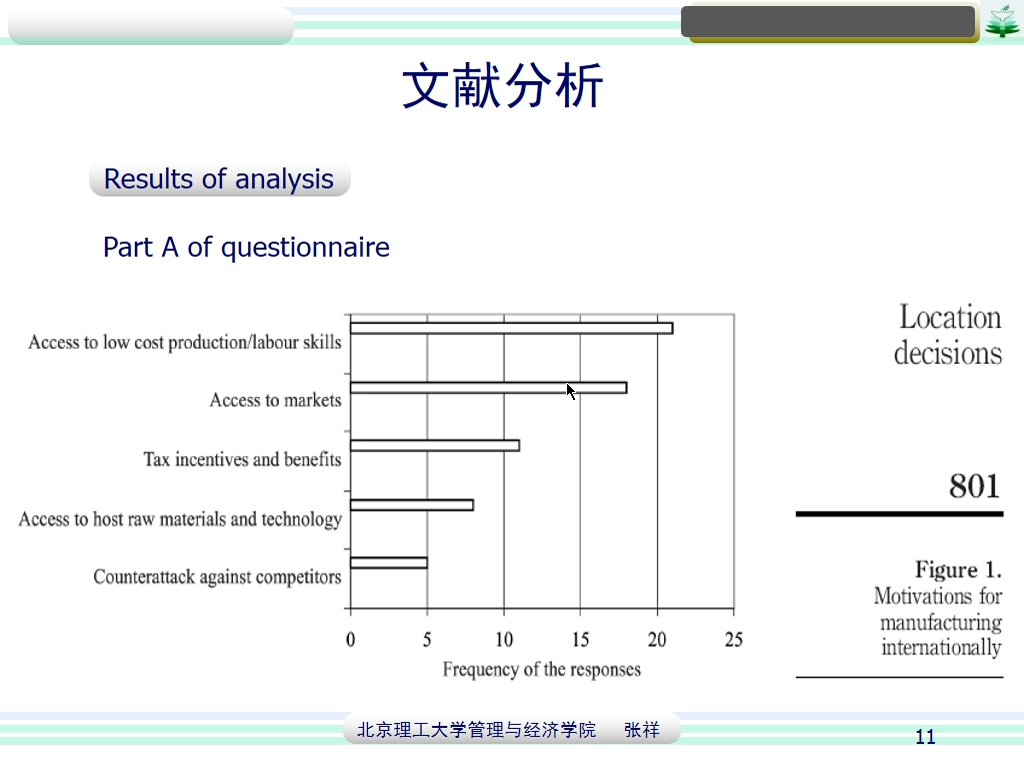 文献分析
Results of analysis
Part A of questionnaire
Access to low cost production/labour skills
Access to markets
Tax incentives and benefits
Access to host raw materials and technology
Counterattack against competitors
0 5 10 15 20 25
Frequency of the responses
Location
decisions
801
Figure 1.
Motivations for
manufacturing
internationally
北京理工大学管理与经济学院 张祥
11